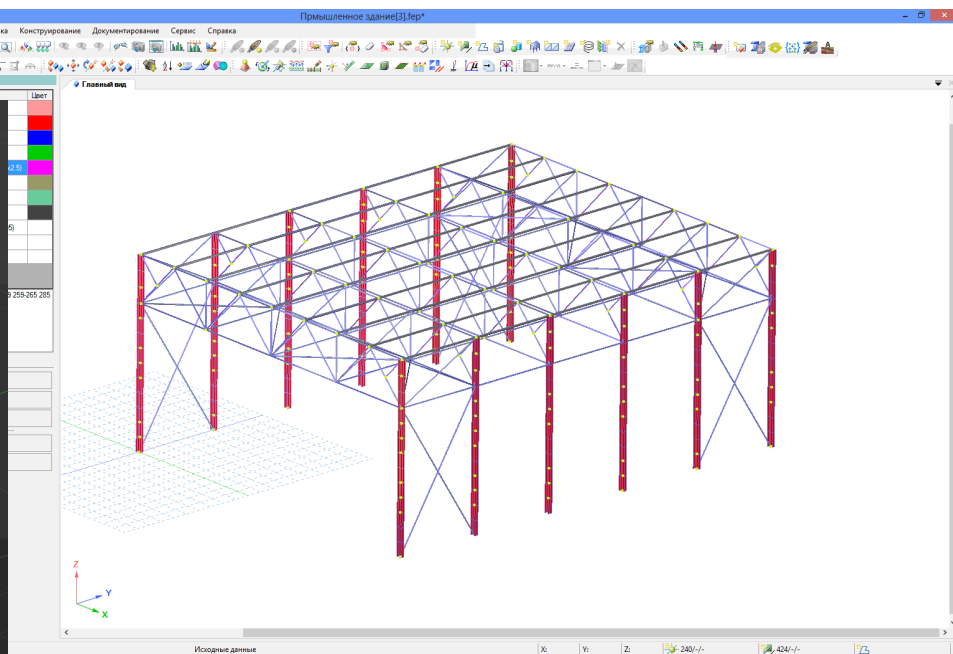 Прмышленное здание[3].fep*
ка Конструирование Документирование Сервис Справка
Главный вид
Цвет
x2.5)
5)
9 259-265 285
Z
Y
X
Исходные данные X: Y: Z: 240/-/- 424/-/-